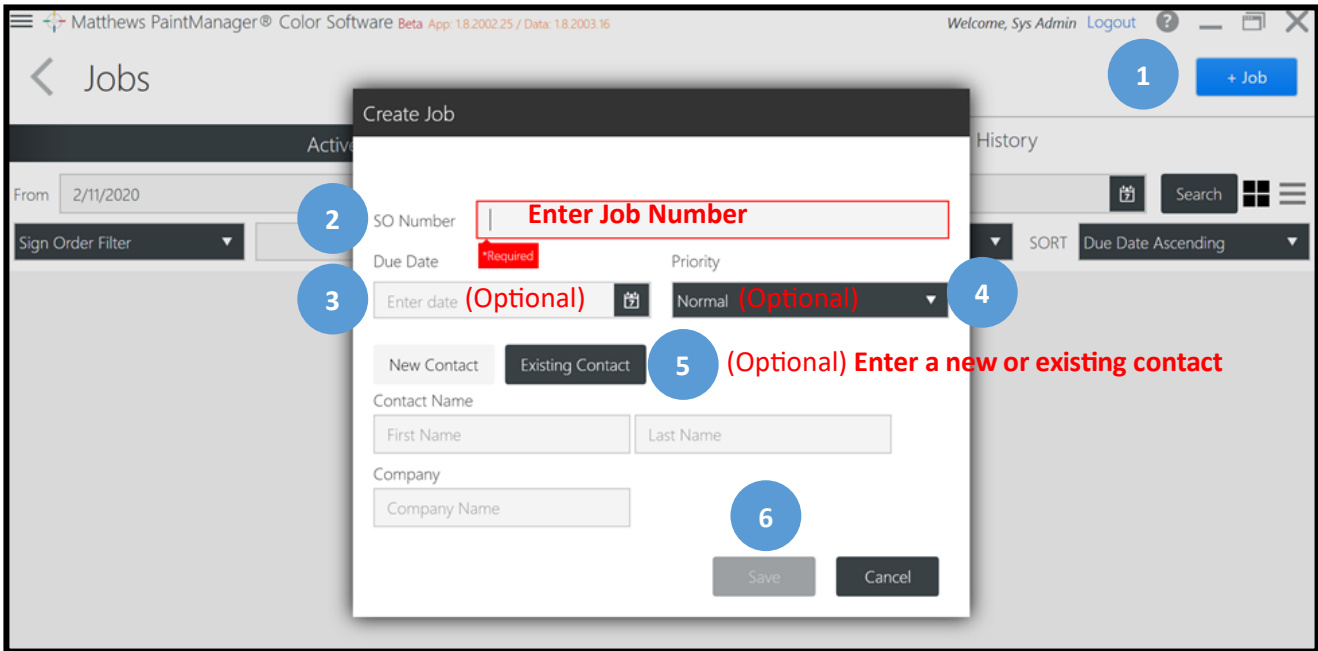 Matthews PaintManager® Color Software Beta App: 1.8.2002.25 / Data: 1.8.2003.16 Welcome, Sys Admin Logout ?
Jobs 1 + Job
Create Job
Active History
From 2/11/2020 7 Search
2 SO Number Enter Job Number
Sign Order Filter SORT Due Date Ascending
*Required
Due Date Priority
3 Enter date (Optional) 7 Normal (Optional) 4
New Contact Existing Contact 5 (Optional) Enter a new or existing contact
Contact Name
First Name Last Name
Company
Company Name
6
Save Cancel